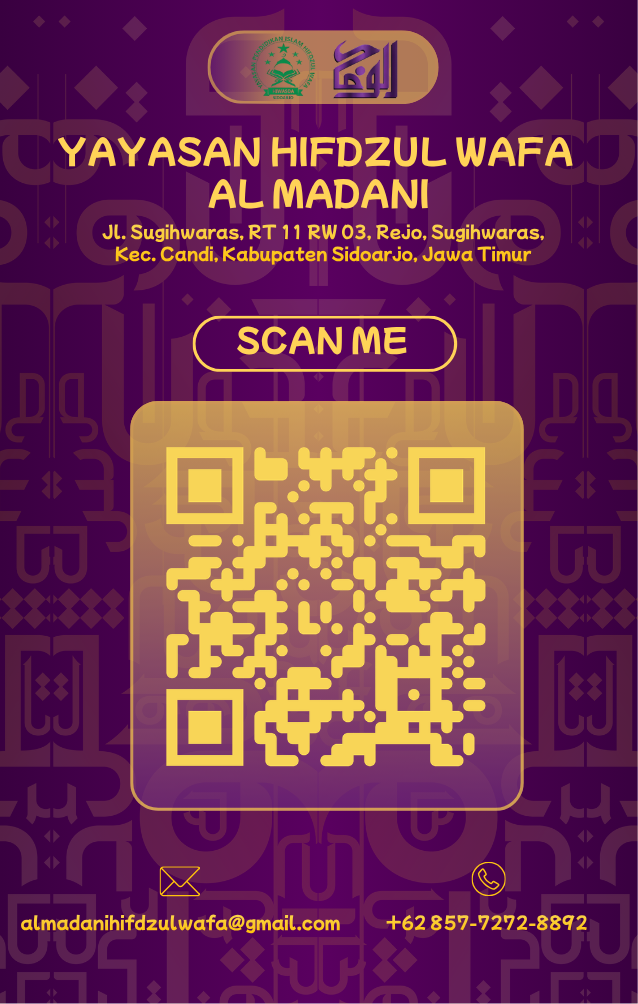 YAYASAN HIFDZUL WAFA
AL MADANI
Jl. Sugihwaras, RT 11 RW 03, Rejo, Sugihwaras,
Kec. Candi, Kabupaten Sidoarjo, Jawa Timur
SCAN ME
almadanihifdzulwafa@gmail.com
+62 857-7272-8892